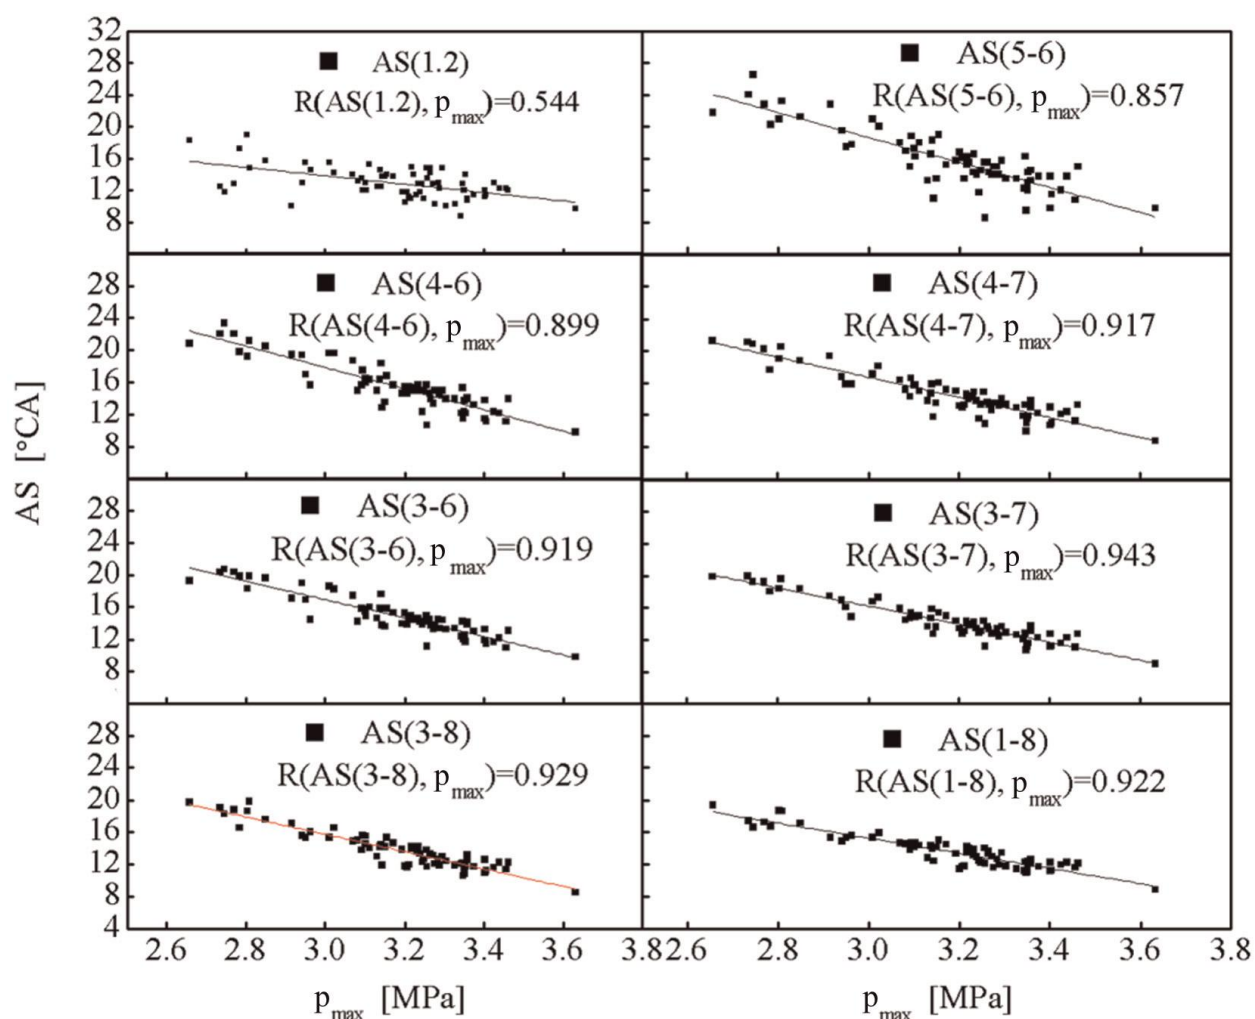 AS [°CA]
32
28
24
20
16
12
8
AS(1.2)
R(AS(1.2), pmax)=0.544
AS(5-6)
R(AS(5-6), pmax)=0.857
28
24
20
16
12
8
AS(4-6)
R(AS(4-6), pmax)=0.899
AS(4-7)
R(AS(4-7), pmax)=0.917
28
24
20
16
12
8
AS(3-6)
R(AS(3-6), pmax)=0.919
AS(3-7)
R(AS(3-7), pmax)=0.943
28
24
20
16
12
8
4
AS(3-8)
R(AS(3-8), pmax)=0.929
AS(1-8)
R(AS(1-8), pmax)=0.922
2.6 2.8 3.0 3.2 3.4 3.6 3.8
2.6 2.8 3.0 3.2 3.4 3.6 3.8
pmax [MPa]
pmax [MPa]